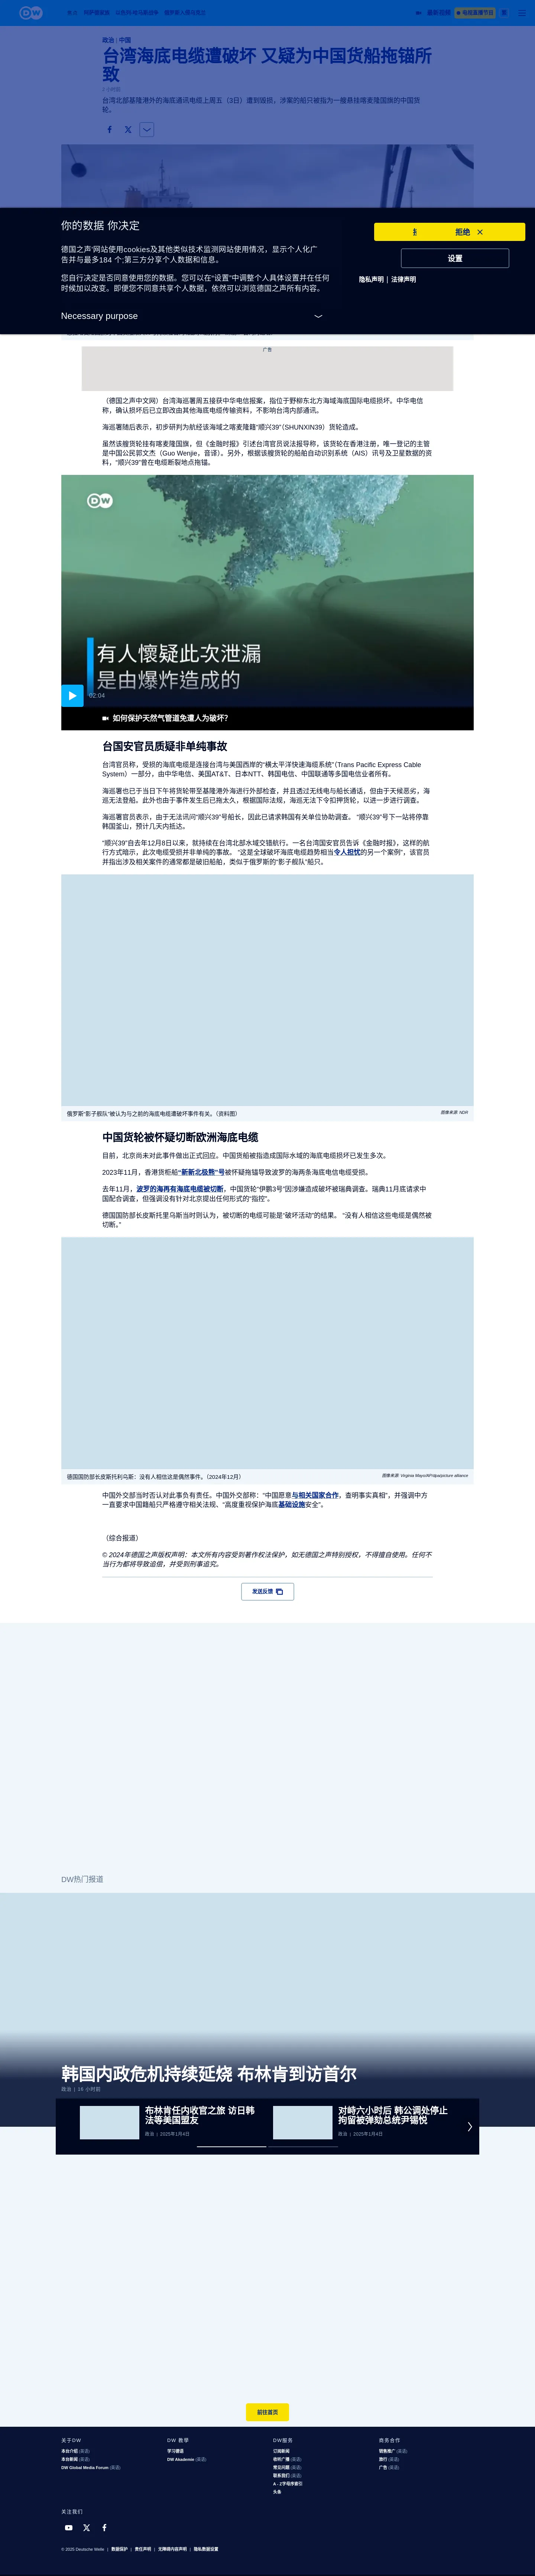 DW
政治 | 中国
台湾海底电缆遭破坏 又疑为中国货船拖锚所
致
台湾北部基隆港外的海底通讯电缆上周五（3日）遭到毁损，涉案的船只被指为一艘悬挂喀麦隆国旗的中国货
轮。
你的数据 你决定
德国之声'网站使用cookies及其他类似技术监测网站使用情况，显示个人化广
告并与最多184 个;第三方分享个人数据和信息。
您自行决定是否同意使用您的数据。您可以在"设置"中调整个人具体设置并在任何
时候加以改变。即使您不同意共享个人数据，依然可以浏览德国之声所有内容。
Necessary purpose
拒绝
设置
隐私声明 | 法律声明
广告
（德国之声中文网）台湾海巡署周五接获中华电信报案，指位于野柳东北方海域海底国际电缆损坏。中华电信
称，确认损坏后已立即改由其他海底电缆传输资料，不影响台湾内部通讯。
海巡署随后表示，初步研判为航经该海域之喀麦隆籍"顺兴39"（SHUNXIN39）货轮造成。
虽然该艘货轮挂有喀麦隆国旗，但《金融时报》引述台湾官员说法报导称，该货轮在香港注册，唯一登记的主管
是中国公民郭文杰（Guo Wenjie，音译）。另外，根据该艘货轮的船舶自动识别系统（AIS）讯号及卫星数据的资
料，"顺兴39"曾在电缆断裂地点拖锚。
DW
有人懷疑此次泄漏
是由爆炸造成的
02:04
如何保护天然气管道免遭人为破坏?
台国安官员质疑非单纯事故
台湾官员称，受损的海底电缆是连接台湾与美国西岸的"横太平洋快速海缆系统"（Trans Pacific Express Cable
System）一部分，由中华电信、美国AT&T、日本NTT、韩国电信、中国联通等多国电信业者所有。
海巡署也已于当日下午将货轮带至基隆港外海进行外部检查，并且透过无线电与船长通话，但由于天候恶劣，海
巡无法登船。此外也由于事件发生后已拖太久，根据国际法规，海巡无法下令扣押货轮，以进一步进行调查。
海巡署官员表示，由于无法讯问"顺兴39"号船长，因此已请求韩国有关单位协助调查。 "顺兴39"号下一站将停靠
韩国釜山，预计几天内抵达。
"顺兴39"自去年12月8日以来，就持续在台湾北部水域交错航行。一名台湾国安官员告诉《金融时报》，这样的航
行方式暗示，此次电缆受损并非单纯的事故。 "这是全球破坏海底电缆趋势相当令人担忧的另一个案例"，该官员
并指出涉及相关案件的通常都是破旧船舶，类似于俄罗斯的"影子舰队"船只。
俄罗斯"影子舰队"被认为与之前的海底电缆遭破坏事件有关。（资料图）
图像来源: NDR
中国货轮被怀疑切断欧洲海底电缆
目前，北京尚未对此事件做出正式回应。中国货船被指造成国际水域的海底电缆损坏已发生多次。
2023年11月，香港货柜船"新新北极熊"号被怀疑拖锚导致波罗的海两条海底电信电缆受损。
去年11月，波罗的海再有海底电缆被切断，中国货轮"伊鹏3号"因涉嫌造成破坏被瑞典调查。瑞典11月底请求中
国配合调查，但强调没有针对北京提出任何形式的"指控"。
德国国防部长皮斯托里乌斯当时则认为，被切断的电缆可能是"破坏活动"的结果。 "没有人相信这些电缆是偶然被
切断。"
德国国防部长皮斯托利乌斯：没有人相信这是偶然事件。（2024年12月）
图像来源: Virginia Mayo/AP/dpa/picture alliance
中国外交部当时否认对此事负有责任。中国外交部称："中国愿意与相关国家合作，查明事实真相"，并强调中方
一直要求中国籍船只严格遵守相关法规、"高度重视保护海底基础设施安全"。
（综合报道）
© 2024年德国之声版权声明：本文所有内容受到著作权法保护，如无德国之声特别授权，不得擅自使用。任何不
当行为都将导致追偿，并受到刑事追究。
发送反馈
DW热门报道
韩国内政危机持续延烧 布林肯到访首尔
政治 | 16 小时前
布林肯任内收官之旅 访日韩
法等美国盟友
政治 | 2025年1月4日
对峙六小时后 韩公调处停止
拘留被弹劾总统尹锡悦
政治 | 2025年1月4日
前往首页
关于DW
本台介绍 (英语)
本台新闻 (英语)
DW Global Media Forum (英语)
DW 教学
学习德语
DW Akademie (英语)
DW服务
订阅新闻
收听广播 (英语)
常见问题 (英语)
联系我们 (英语)
A - Z字母序索引
头条
商务合作
销售推广 (英语)
旅行 (英语)
广告 (英语)
关注我们
© 2025 Deutsche Welle | 数据保护 | 责任声明 | 无障碍内容声明 | 隐私数据设置